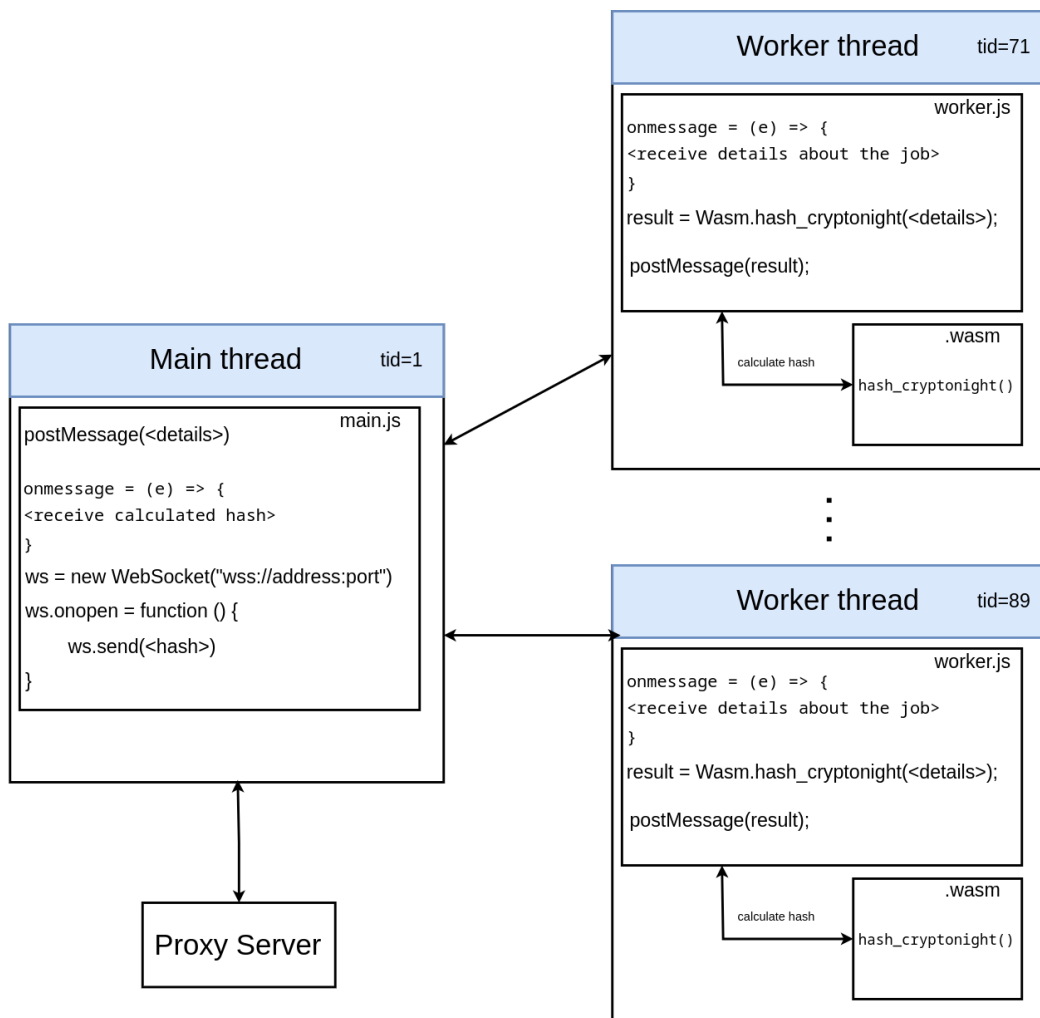 Worker thread tid=71
worker.js
onmessage = (e) => {
<receive details about the job>
}
result = Wasm.hash_cryptonight(<details>);
postMessage(result);
.wasm
calculate hash
hash_cryptonight()
Main thread tid=1
main.js
postMessage(<details>)
onmessage = (e) => {
<receive calculated hash>
}
ws = new WebSocket("wss://address:port")
ws.onopen = function () {
ws.send(<hash>)
}
Worker thread tid=89
worker.js
onmessage = (e) => {
<receive details about the job>
}
result = Wasm.hash_cryptonight(<details>);
postMessage(result);
.wasm
calculate hash
hash_cryptonight()
Proxy Server